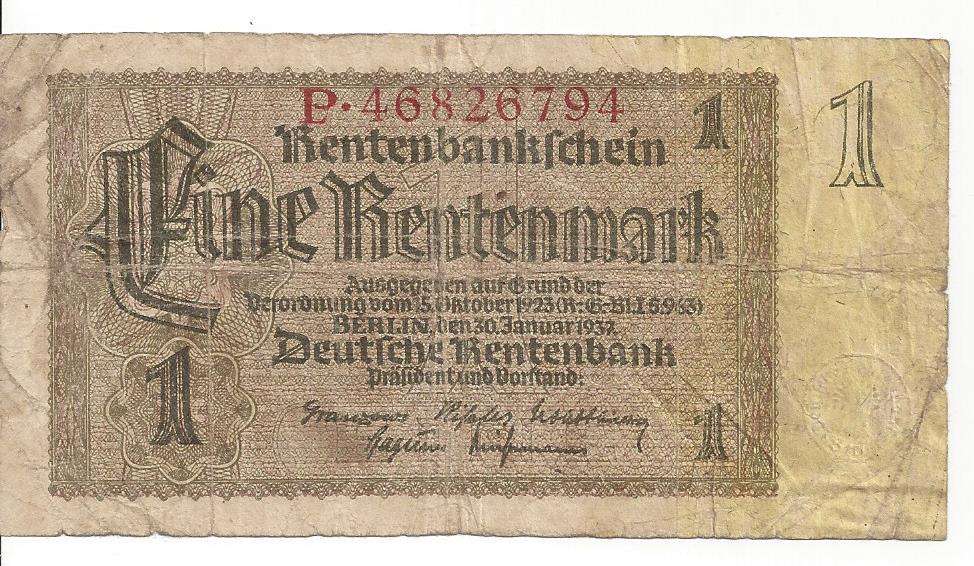 P·46826794
1
1
Rentenbankschein
Eine Rentenmark
Ausgegeben auf Grund der
Verordnung vom 15. Oktober 1923 (R.-G.-Bl. I S. 963)
BERLIN, den 30. Januar 1937.
Deutsche Rentenbank
Präsident und Vorstand:
1
1